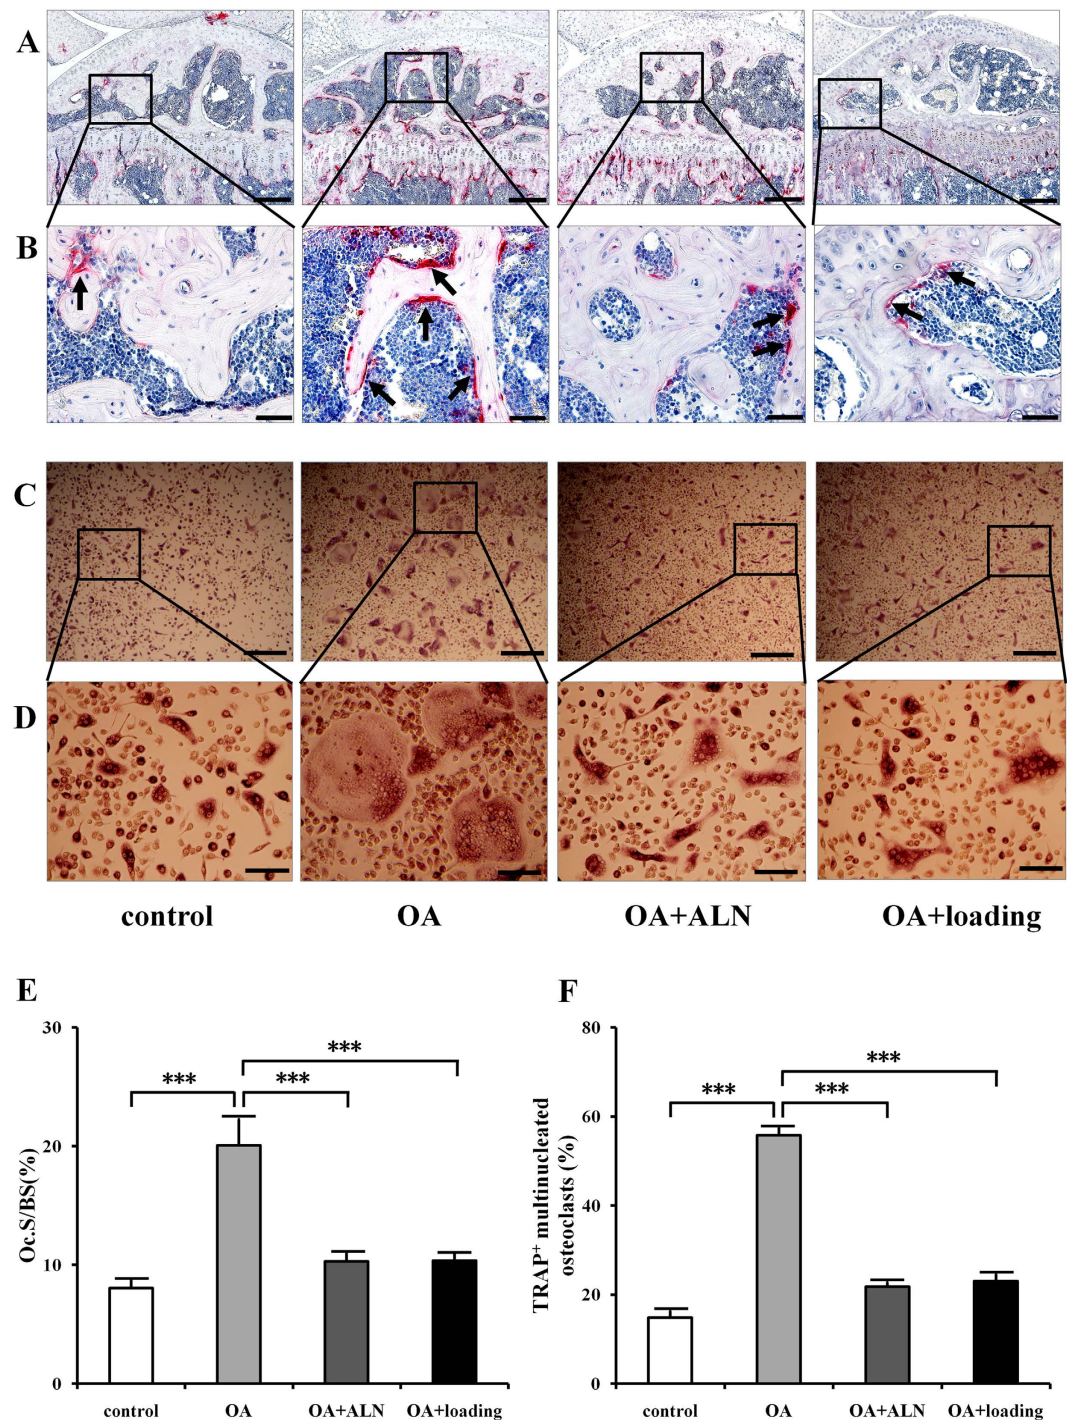 A
B
C
D
control OA OA+ALN OA+loading
E
30
20
10
0
Oc.S/BS(%)
***
***
***
control OA OA+ALN OA+loading
F
80
60
40
20
0
TRAP+ multinucleated
osteoclasts (%)
***
***
***
control OA OA+ALN OA+loading